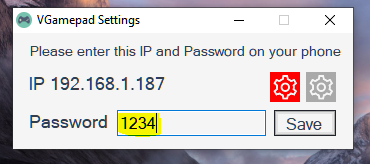 VGamepad Settings
Please enter this IP and Password on your phone
IP 192.168.1.187
Password 1234 Save